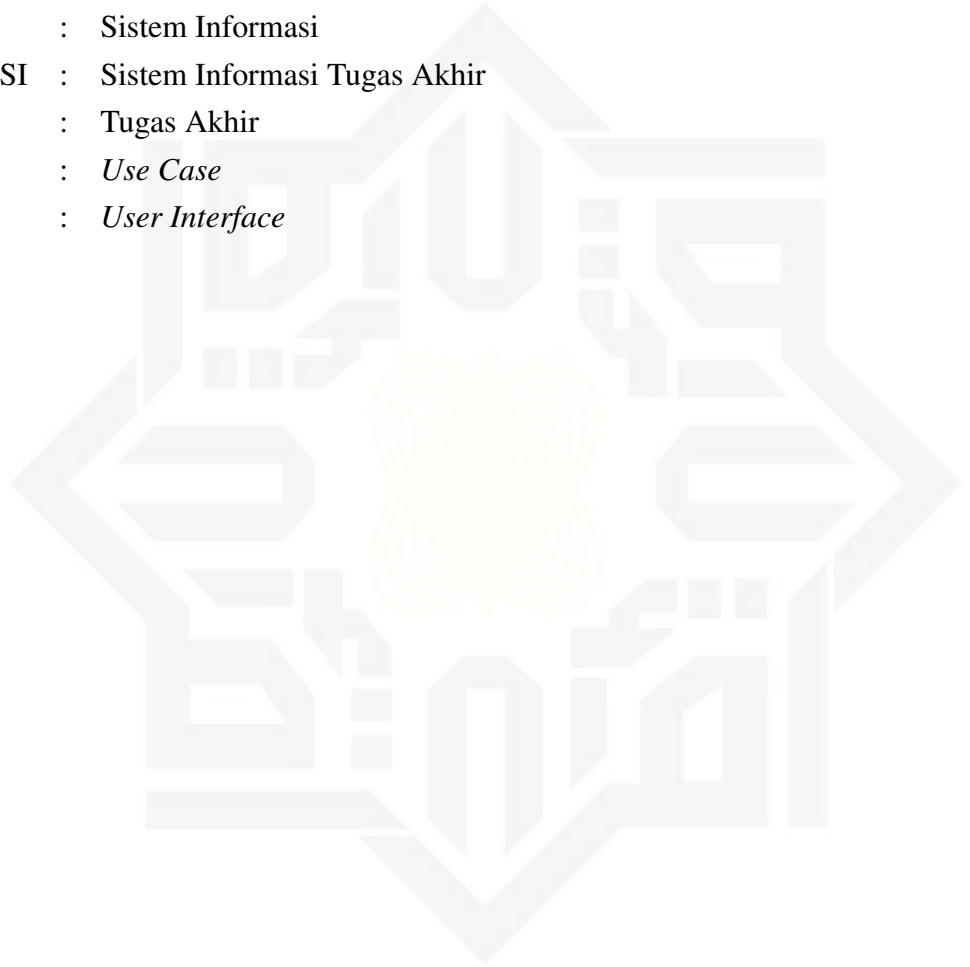 : Sistem Informasi
SI : Sistem Informasi Tugas Akhir
: Tugas Akhir
: Use Case
: User Interface